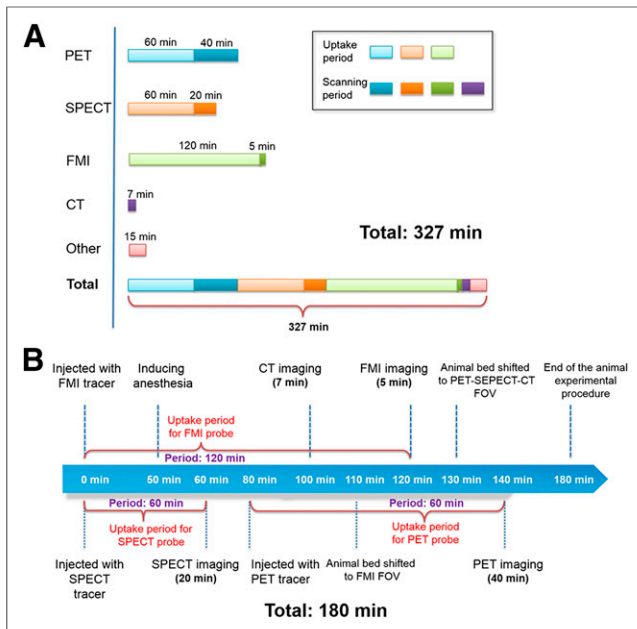 A
PET
60 min
40 min
SPECT
60 min
20 min
FMI
120 min
5 min
CT
7 min
Other
15 min
Total
327 min
Uptake
period
Scanning
period
Total: 327 min
B
Injected with
FMI tracer
Inducing
anesthesia
CT imaging
(7 min)
FMI imaging
(5 min)
Animal bed shifted
to PET-SEPECT-CT
FOV
End of the animal
experimental
procedure
Uptake period
for FMI probe
Period: 120 min
0 min
50 min
60 min
80 min
100 min
110 min
120 min
130 min
140 min
180 min
Period: 60 min
Uptake period for
SPECT probe
Period: 60 min
Uptake period
for PET probe
Injected with
SPECT
tracer
SPECT imaging
(20 min)
Injected with
PET tracer
Animal bed shifted
to FMI FOV
PET imaging
(40 min)
Total: 180 min